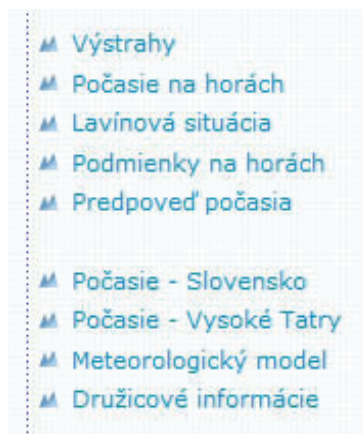 Výstrahy
Počasie na horách
Lavínová situácia
Podmienky na horách
Predpoveď počasia
Počasie - Slovensko
Počasie - Vysoké Tatry
Meteorologický model
Družicové informácie